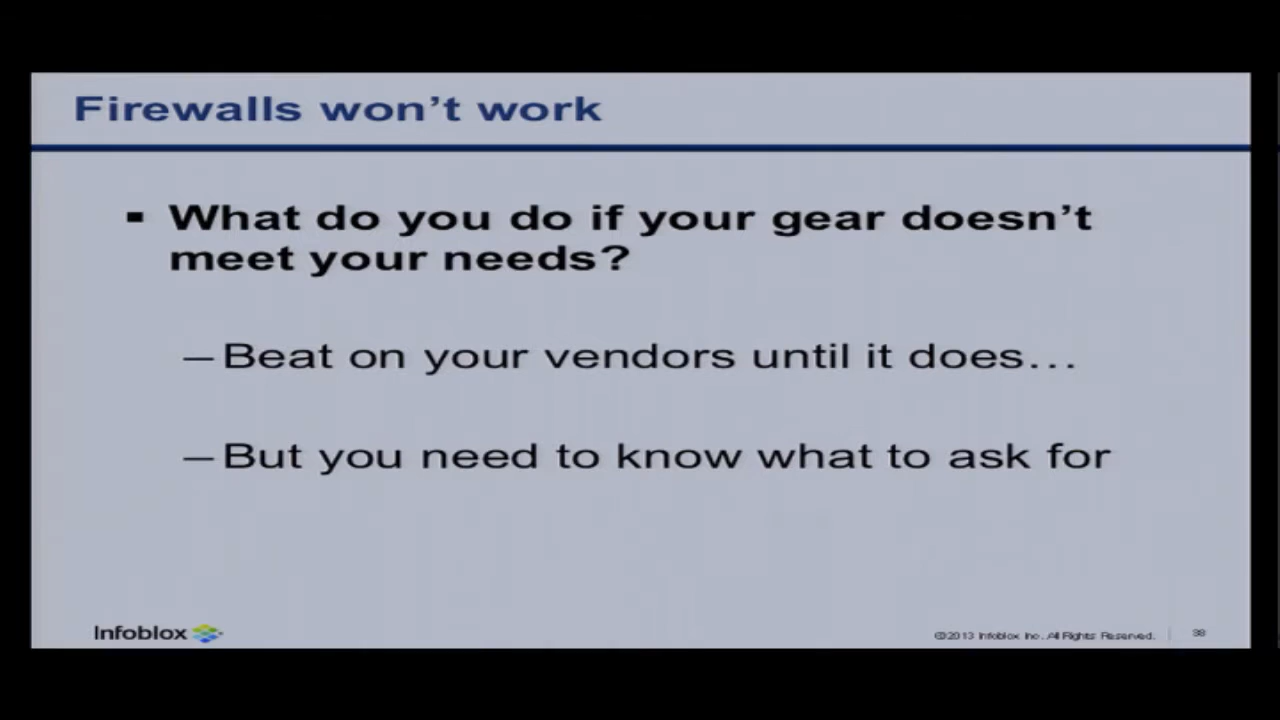 Firewalls won't work
▪ What do you do if your gear doesn't
meet your needs?
– Beat on your vendors until it does…
– But you need to know what to ask for
Infoblox
©2013 Infoblox Inc. All Rights Reserved.